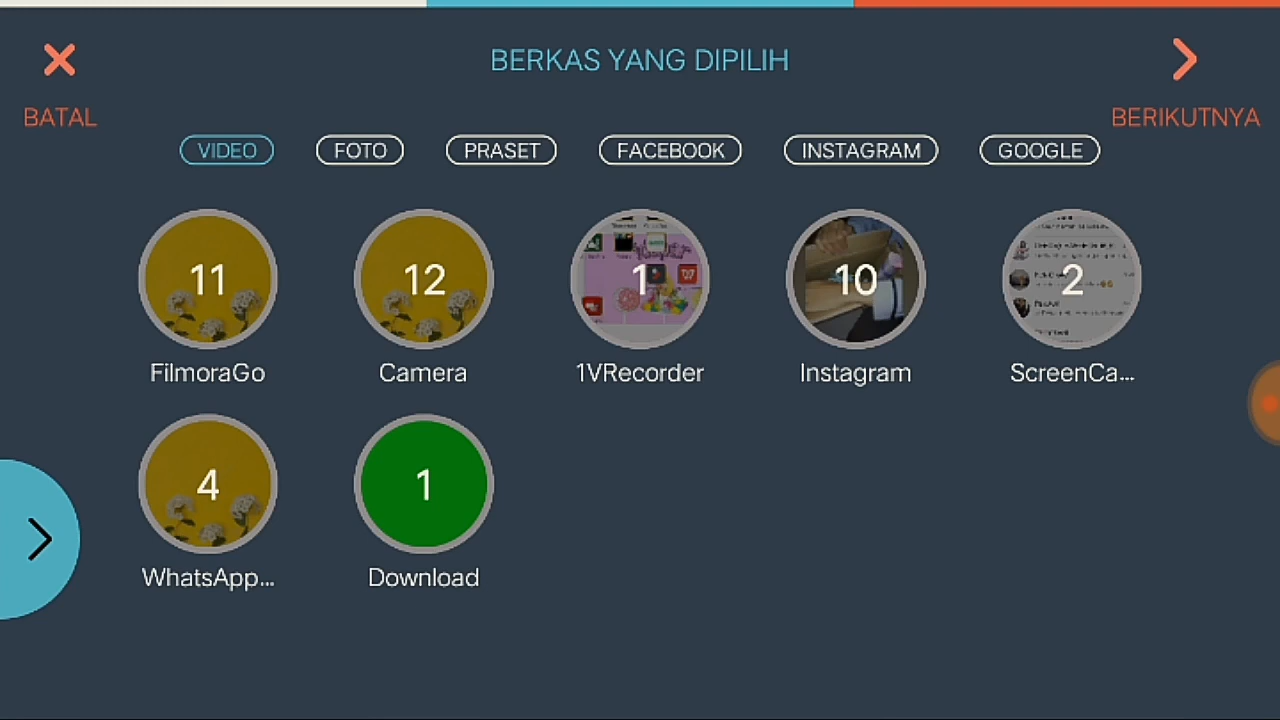 BERKAS YANG DIPILIH
BATAL
BERIKUTNYA
VIDEO FOTO PRASET FACEBOOK INSTAGRAM GOOGLE
11 12 1 10 2
FilmoraGo Camera 1VRecorder Instagram ScreenCa...
4 1
WhatsApp... Download